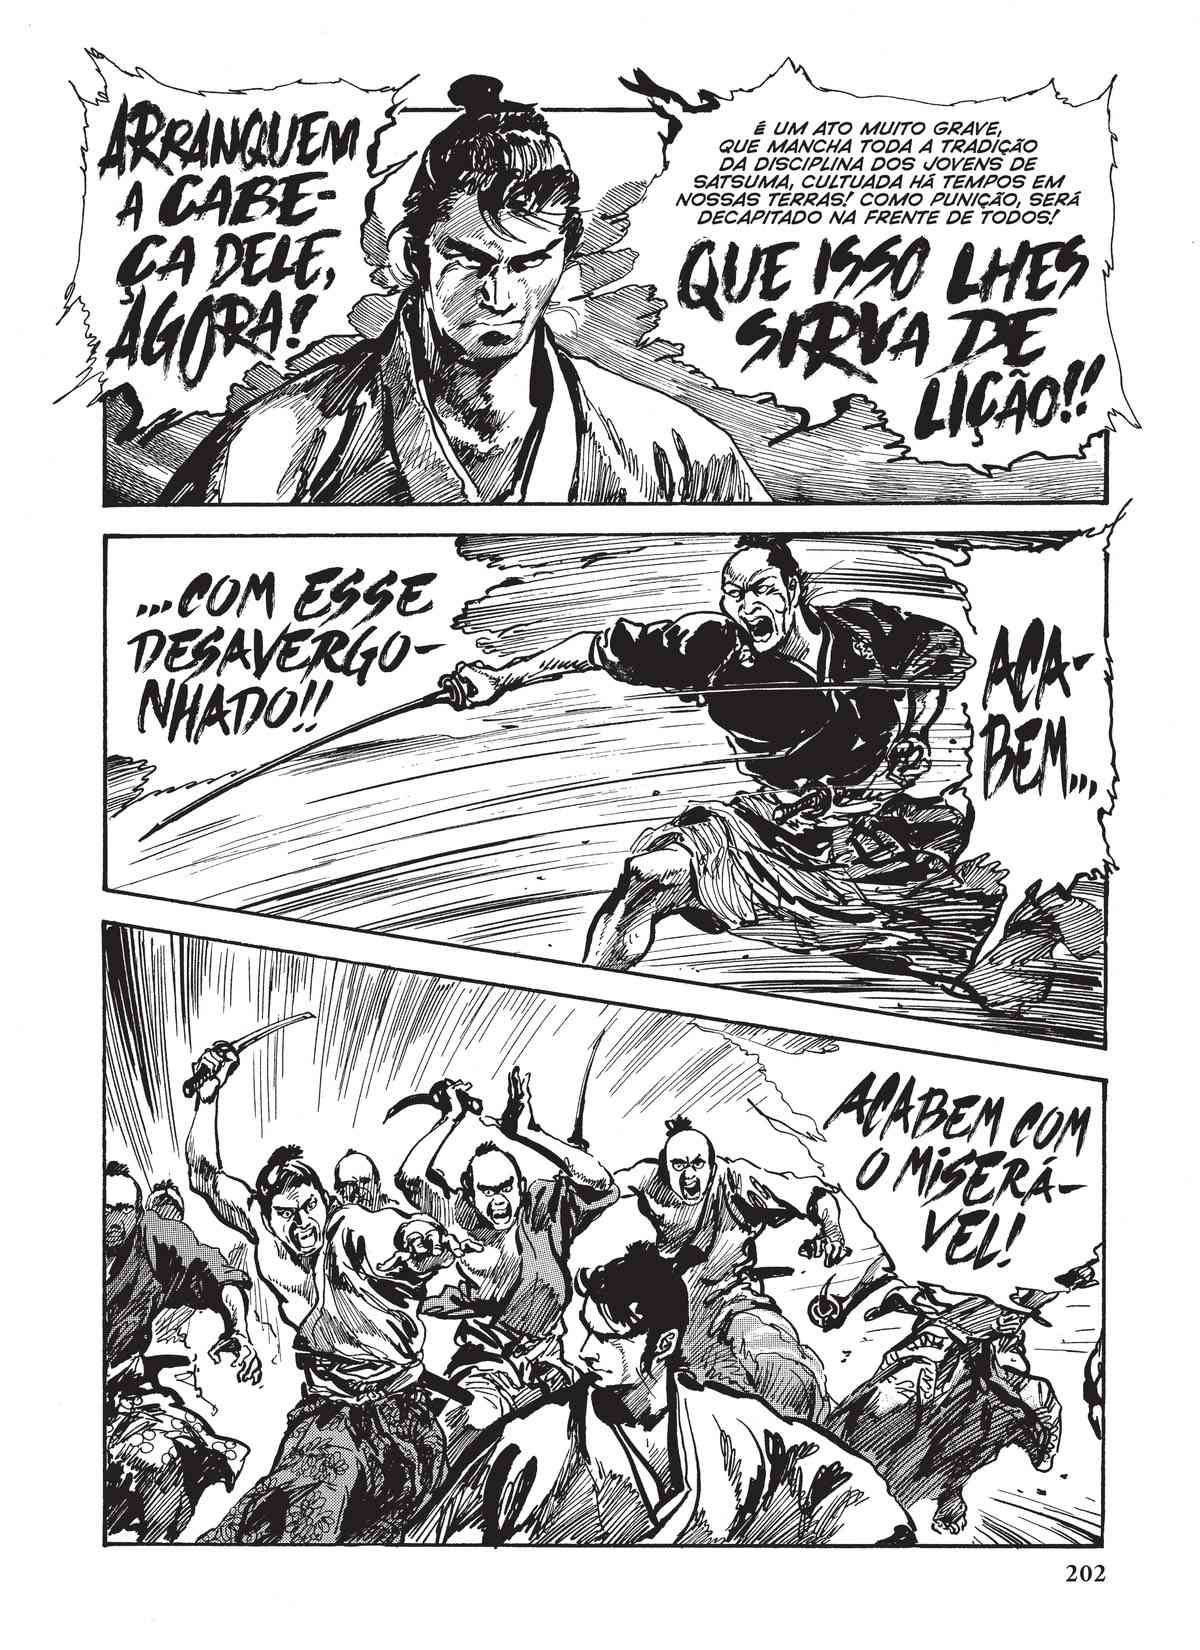 É UM ATO MUITO GRAVE,
QUE MANCHA TODA A TRADIÇÃO
DA DISCIPLINA DOS JOVENS DE
SATSUMA, CULTUADA HÁ TEMPOS EM
NOSSAS TERRAS! COMO PUNIÇÃO, SERÁ
DECAPITADO NA FRENTE DE TODOS!
QUE ISSO LHES
SIRVA DE
LIÇÃO!!
ARRANQUEM
A CABE-
ÇA DELE,
AGORA!
ACA-
BEM...
...COM ESSE
DESAVERGO-
NHADO!!
ACABEM COM
O MISERÁ-
VEL!
202